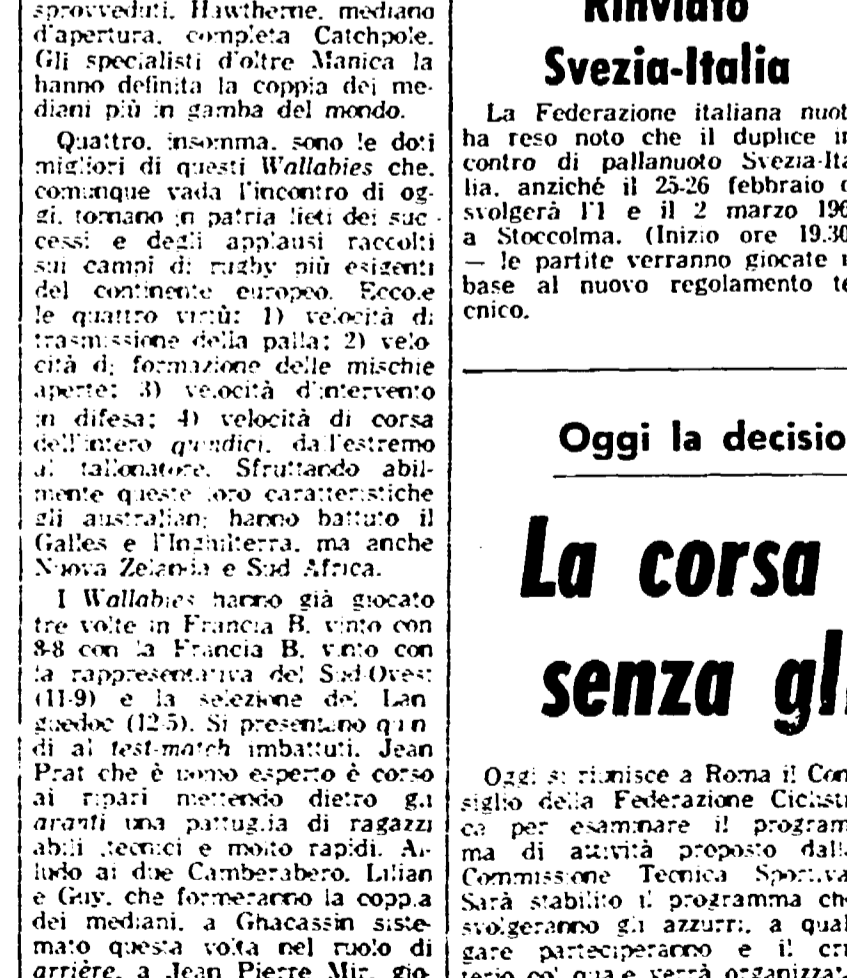 sprovveduti. Hawthorne. mediano
d'apertura, completa Catchpole.
Gli specialisti d'oltre Manica la
hanno definita la coppia dei me-
diani più in gamba del mondo.
Quattro, insomma, sono le doti
migliori di questi Wallabies che,
comunque vada l'incontro di og-
gi, tornano in patria lieti dei suc-
cessi e degli applausi raccolti
sui campi di rugby più esigenti
del continente europeo. Eccole
le quattro virtù: 1) velocità di
trasmissione della palla; 2) velo-
cità di formazione delle mischie
aperte; 3) velocità d'intervento
in difesa; 4) velocità di corsa
dell'intero quindici, dall'estremo
al tallonatore. Sfruttando abil-
mente queste loro caratteristiche
gli australiani hanno battuto il
Galles e l'Inghilterra, ma anche
Nuova Zelanda e Sud Africa.
I Wallabies hanno già giocato
tre volte in Francia B. vinto con
8-8 con la Francia B. vinto con
la rappresentativa del Sud-Ovest
(11-9) e la selezione del Lan
guedoc (12-5). Si presentano quin
di al test-match imbattuti. Jean
Prat che è uomo esperto è corso
ai ripari mettendo dietro gli
avanti una pattuglia di ragazzi
abili tecnici e molto rapidi. Al-
ludo ai due Camberabero, Lilian
e Guy, che formeranno la coppia
dei mediani, a Ghacassin siste-
mato questa volta nel ruolo di
arrière, a Jean Pierre Mir, gio-
Rinviato
Svezia-Italia
La Federazione italiana nuot
ha reso noto che il duplice in
contro di pallanuoto Svezia-Ita
lia, anziché il 25-26 febbraio
svolgerà l'1 e il 2 marzo 196
a Stoccolma. (Inizio ore 19.30
— le partite verranno giocate
base al nuovo regolamento te
cnico.
Oggi la decisio
La corsa
senza gl
Oggi si riunisce a Roma il Con
siglio della Federazione Ciclisti
ca per esaminare il program
ma di attività proposto dalla
Commissione Tecnica Sportiva
Sarà stabilito il programma che
svolgeranno gli azzurri, a qual
gare parteciperanno e il cri
terio col quale verrà organizzat